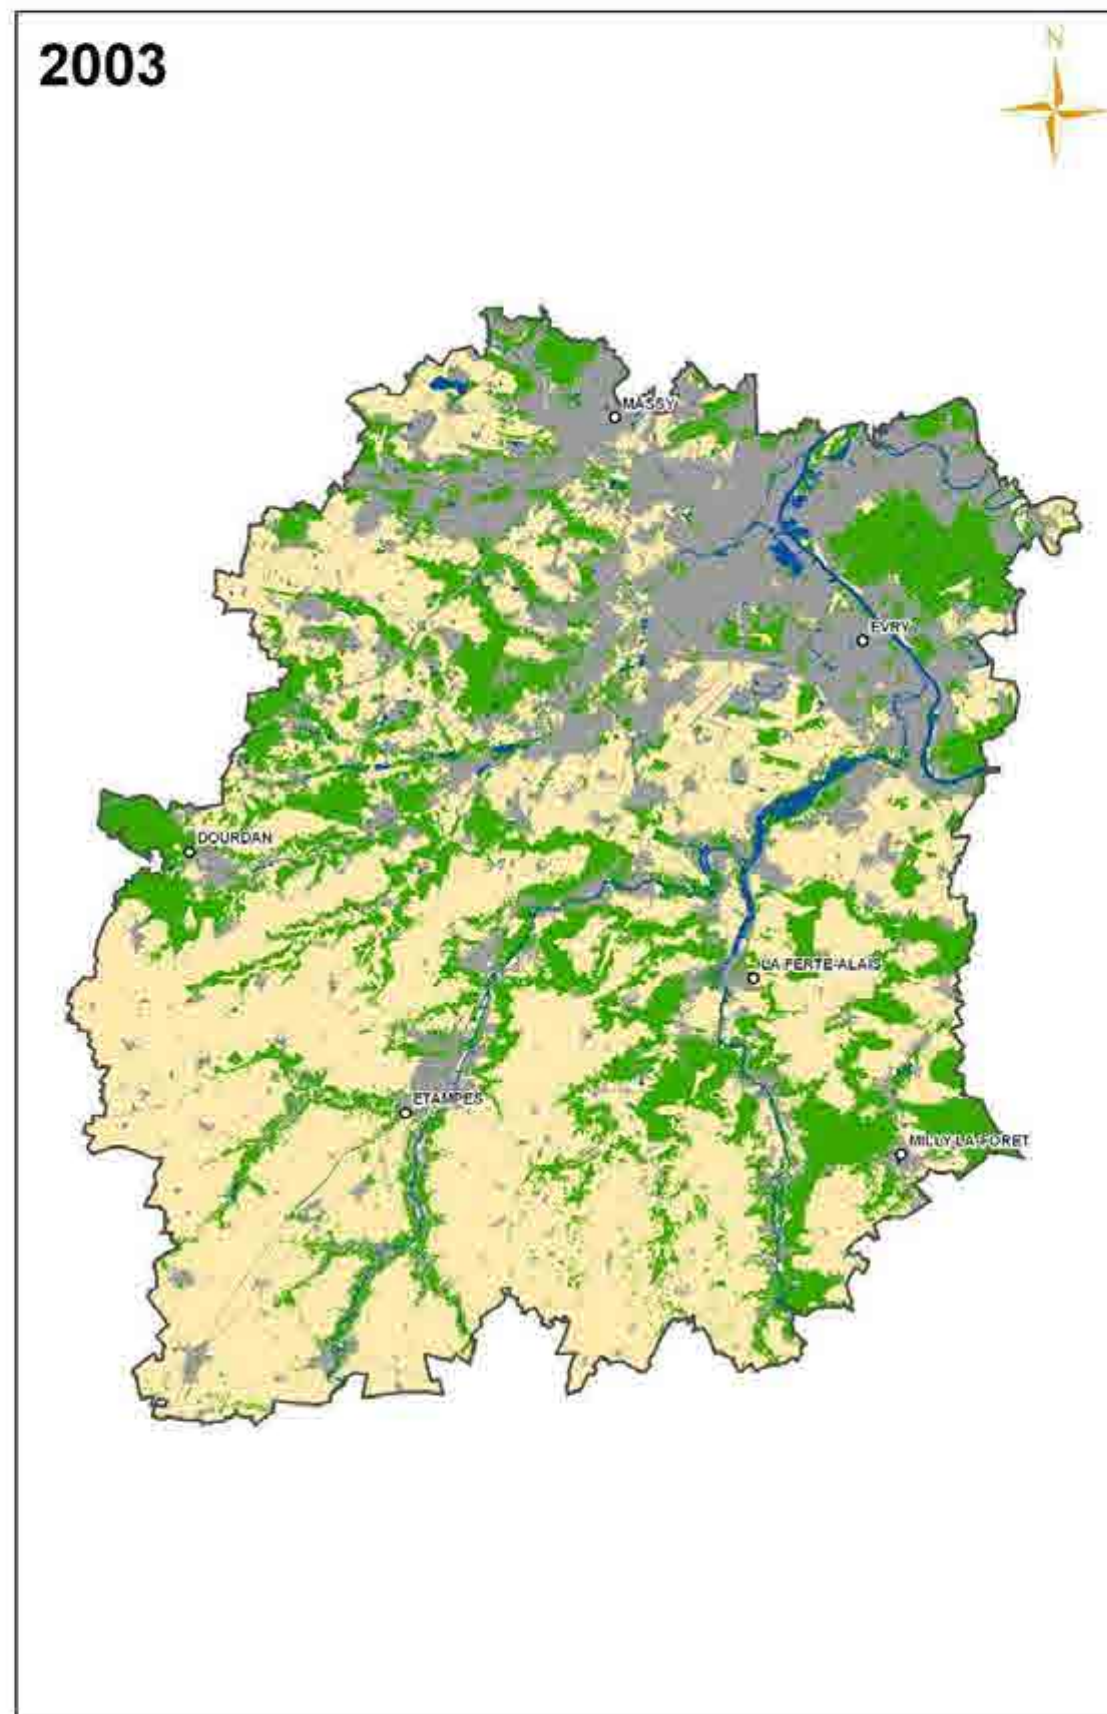 2003
N
MASSY
EVRY
DOURDAN
LA FERTE-ALAIS
ETAMPES
MILLY-LA-FORET